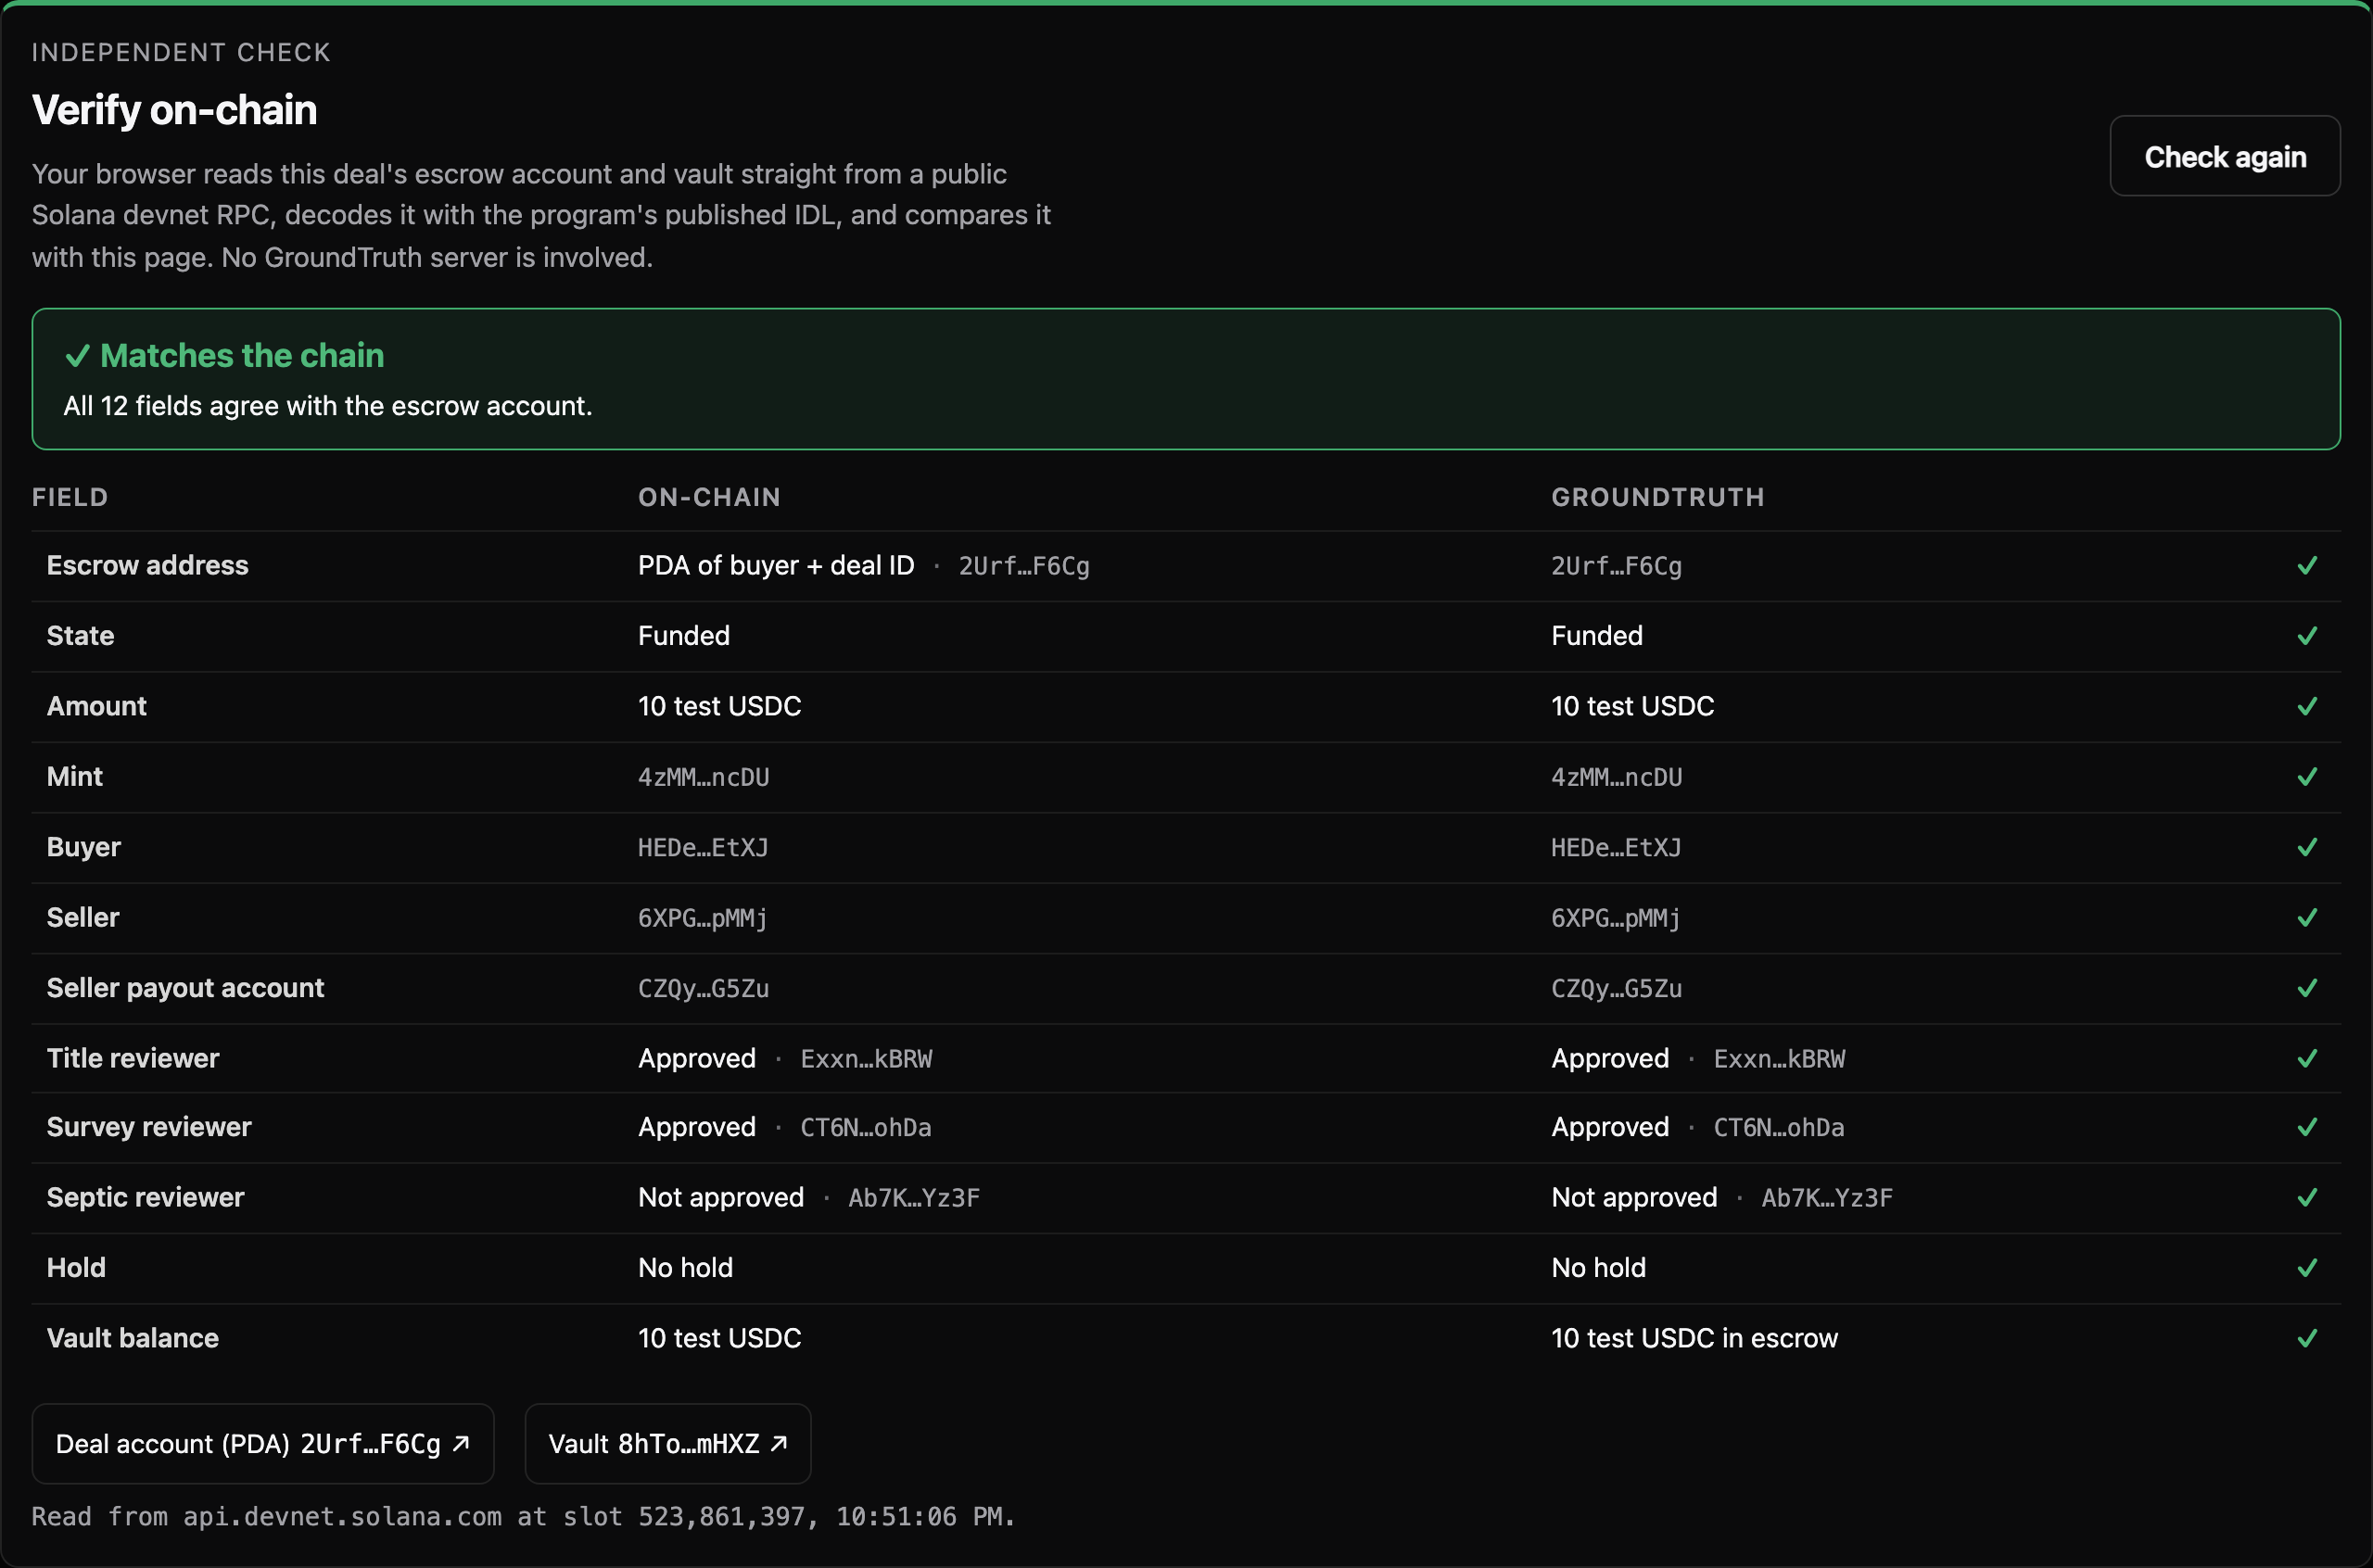 INDEPENDENT CHECK
Verify on-chain
Check again
Your browser reads this deal's escrow account and vault straight from a public
Solana devnet RPC, decodes it with the program's published IDL, and compares it
with this page. No GroundTruth server is involved.
✓ Matches the chain
All 12 fields agree with the escrow account.
FIELD ON-CHAIN GROUNDTRUTH
Escrow address PDA of buyer + deal ID · 2Urf…F6Cg 2Urf…F6Cg ✓
State Funded Funded ✓
Amount 10 test USDC 10 test USDC ✓
Mint 4zMM…ncDU 4zMM…ncDU ✓
Buyer HEDe…EtXJ HEDe…EtXJ ✓
Seller 6XPG…pMMj 6XPG…pMMj ✓
Seller payout account CZQy…G5Zu CZQy…G5Zu ✓
Title reviewer Approved · Exxn…kBRW Approved · Exxn…kBRW ✓
Survey reviewer Approved · CT6N…ohDa Approved · CT6N…ohDa ✓
Septic reviewer Not approved · Ab7K…Yz3F Not approved · Ab7K…Yz3F ✓
Hold No hold No hold ✓
Vault balance 10 test USDC 10 test USDC in escrow ✓
Deal account (PDA) 2Urf…F6Cg ↗ Vault 8hTo…mHXZ ↗
Read from api.devnet.solana.com at slot 523,861,397, 10:51:06 PM.